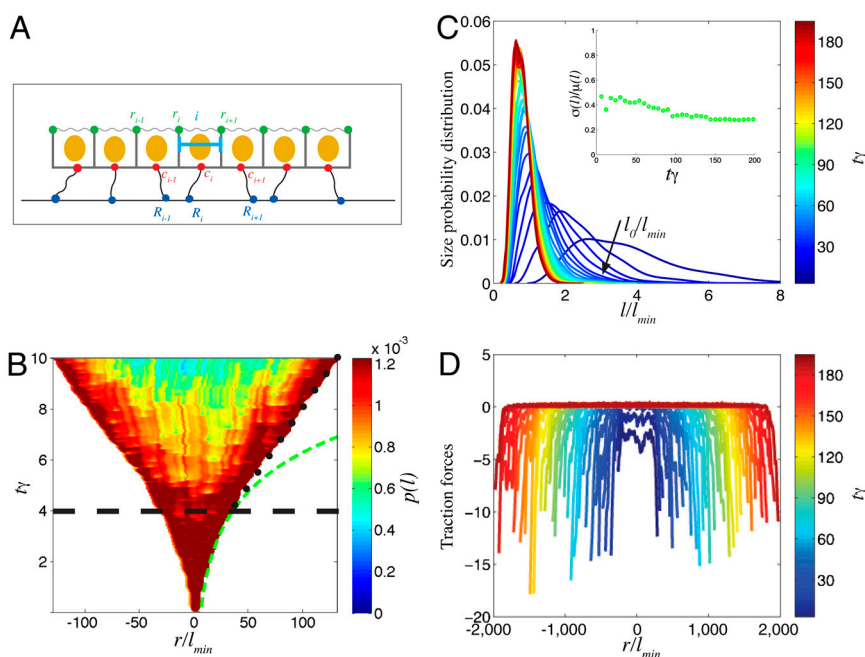 A
r_{i-1} r_i i r_{i+1}
c_{i-1} c_i c_{i+1}
R_{i-1} R_i R_{i+1}
B
10
8
6
4
2
tγ
-100 -50 0 50 100
r/l_{min}
x 10^{-3}
1.2
1
0.8
0.6
0.4
0.2
0
p(l)
C
0.06
0.05
0.04
0.03
0.02
0.01
0
Size probability distribution
0 2 4 6 8
l/l_{min}
l_0/l_{min}
1
0.8
0.6
0.4
0.2
0
σ(l)/μ(l)
0 50 100 150 200
tγ
180
150
120
90
60
30
tγ
D
5
0
-5
-10
-15
-20
Traction forces
-2,000 -1,000 0 1,000 2,000
r/l_{min}
180
150
120
90
60
30
tγ